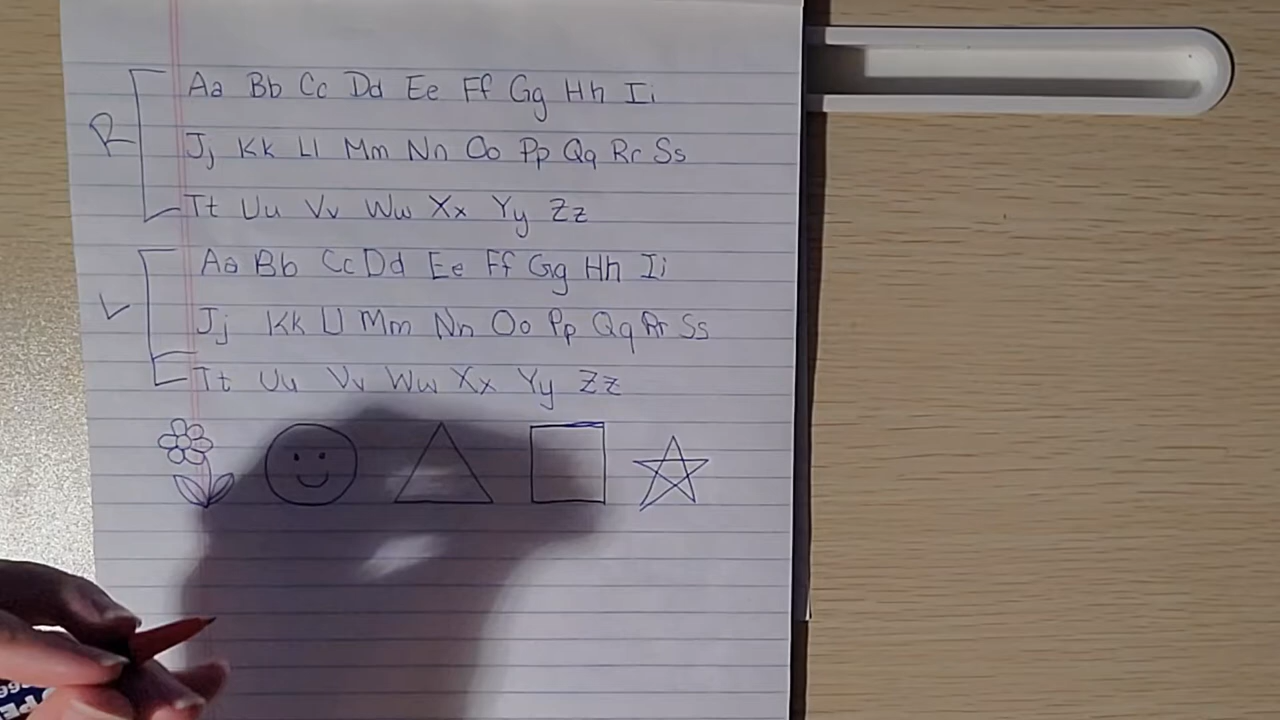 R
Aa Bb Cc Dd Ee Ff Gg Hh Ii
Jj Kk Ll Mm Nn Oo Pp Qq Rr Ss
Tt Uu Vv Ww Xx Yy Zz
L
Aa Bb Cc Dd Ee Ff Gg Hh Ii
Jj Kk Ll Mm Nn Oo Pp Qq Rr Ss
Tt Uu Vv Ww Xx Yy Zz